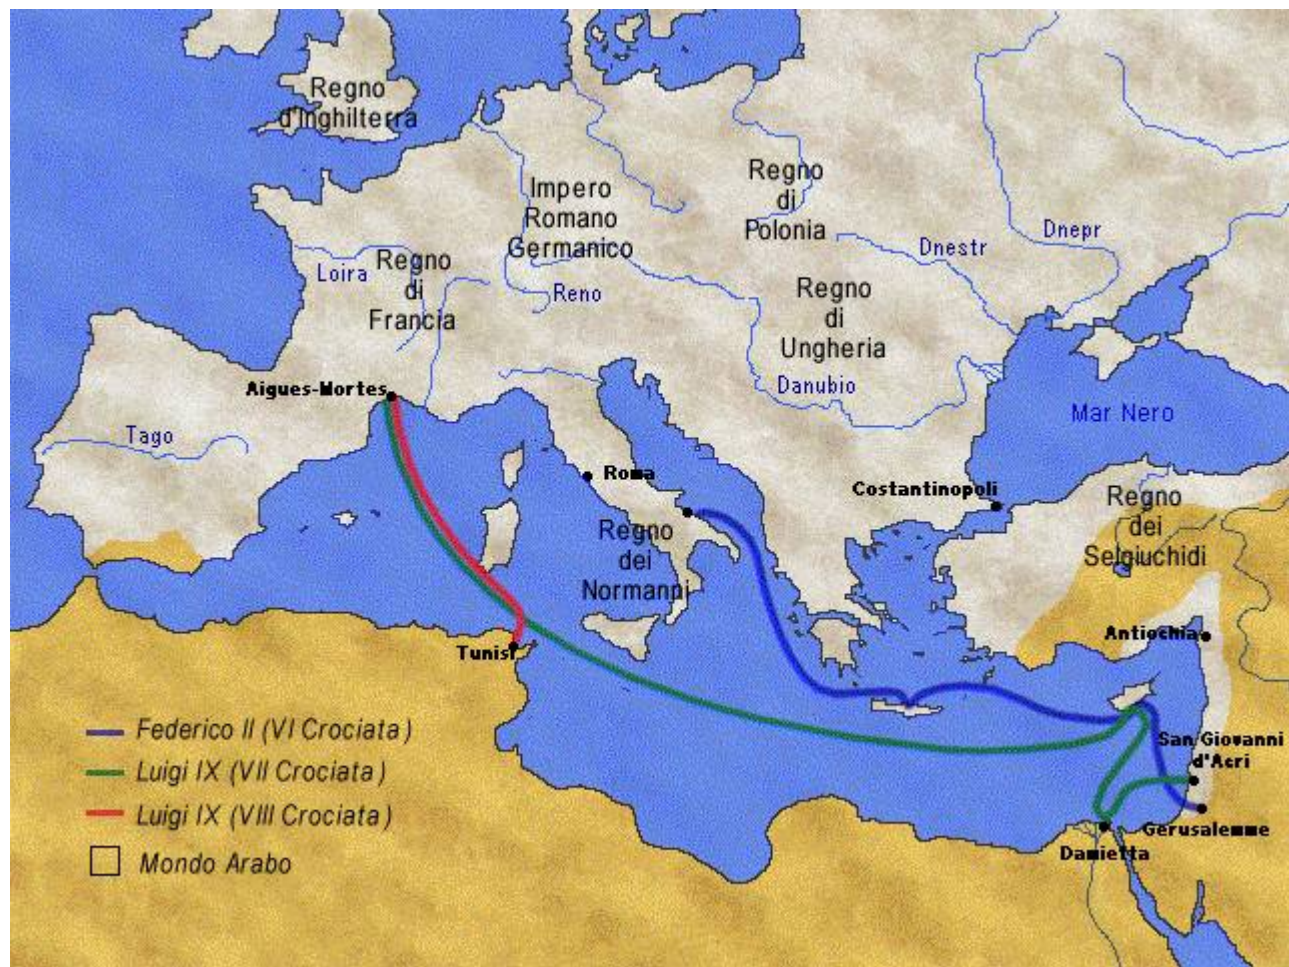 Regno
d'Inghilterra
Impero
Romano
Germanico
Regno
di
Polonia
Dnepr
Dnestr
Loira
Regno
di
Francia
Reno
Regno
di
Ungheria
Danubio
Aigues-Mortes
Mar Nero
Tago
Roma
Costantinopoli
Regno
dei
Selgiuchidi
Regno
dei
Normanni
Antiochia
Tunisi
San Giovanni
d'Acri
Gerusalemme
Damietta
Federico II (VI Crociata)
Luigi IX (VII Crociata)
Luigi IX (VIII Crociata)
Mondo Arabo